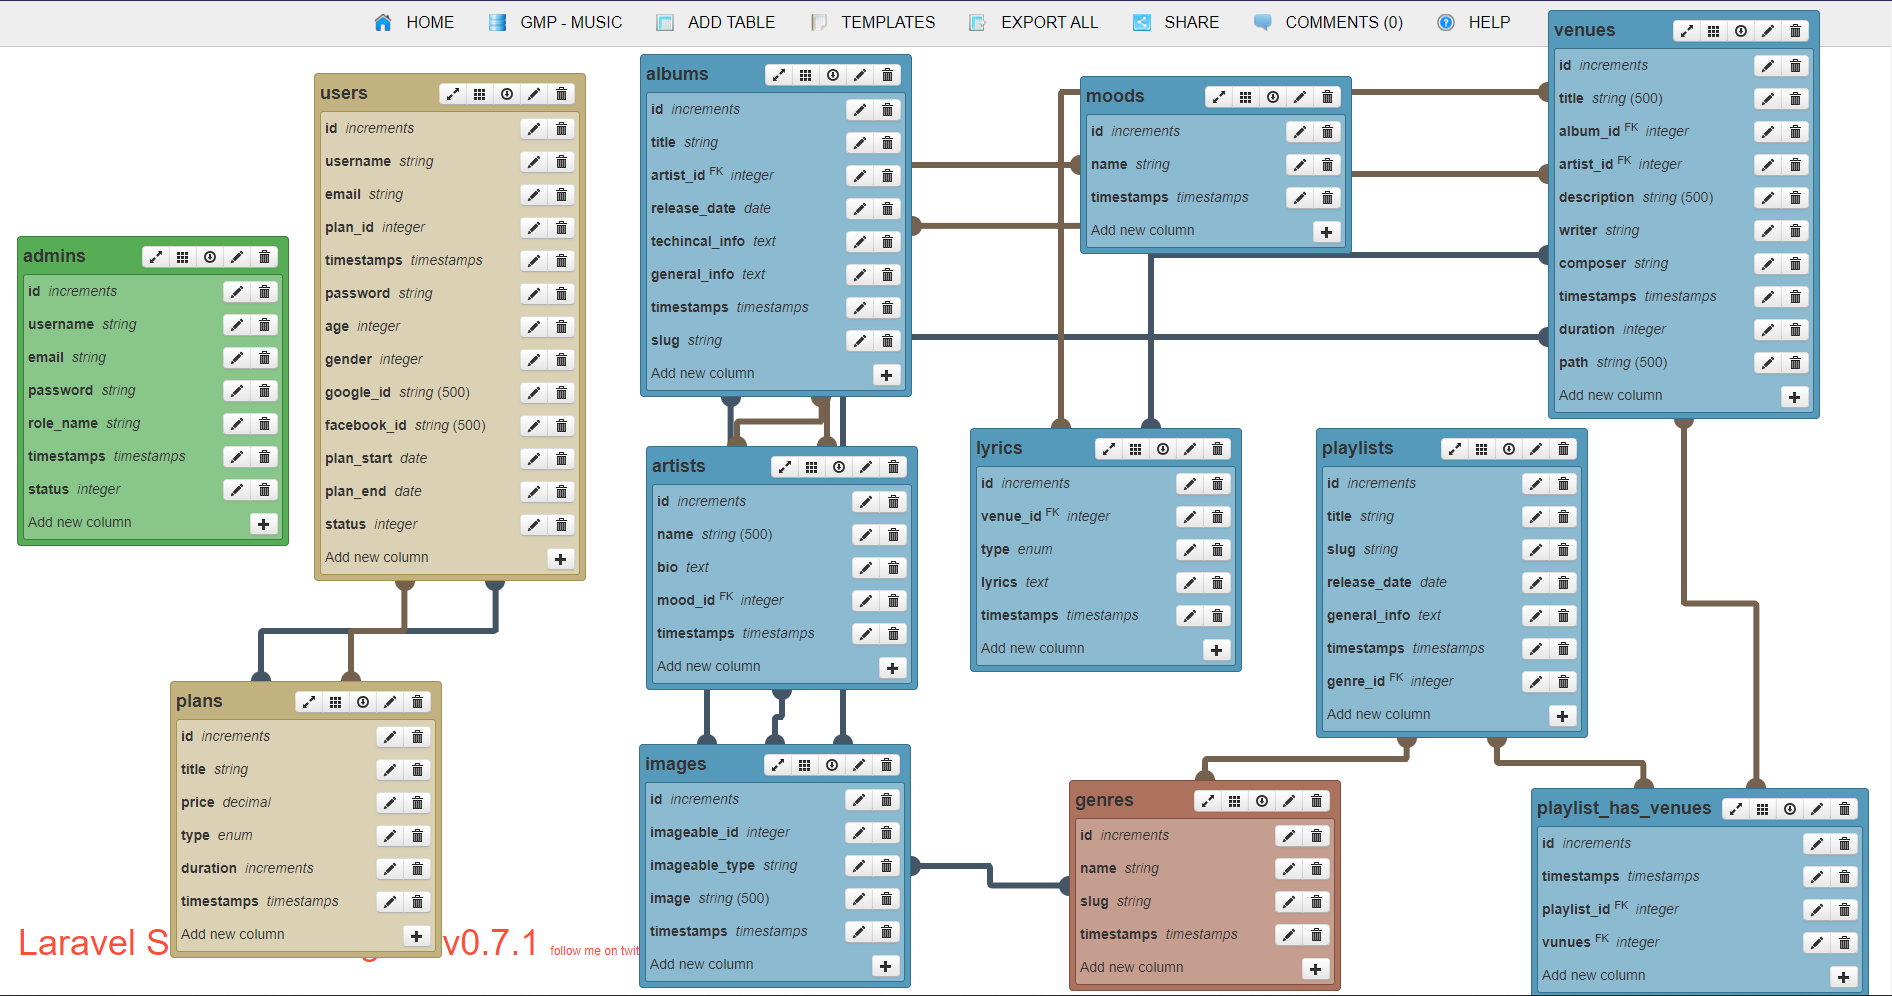 HOME GMP - MUSIC ADD TABLE TEMPLATES EXPORT ALL SHARE COMMENTS (0) HELP
admins
id increments
username string
email string
password string
role_name string
timestamps timestamps
status integer
Add new column
users
id increments
username string
email string
plan_id integer
timestamps timestamps
password string
age integer
gender integer
google_id string (500)
facebook_id string (500)
plan_start date
plan_end date
status integer
Add new column
plans
id increments
title string
price decimal
type enum
duration increments
timestamps timestamps
Add new column
albums
id increments
title string
artist_id FK integer
release_date date
techincal_info text
general_info text
timestamps timestamps
slug string
Add new column
artists
id increments
name string (500)
bio text
mood_id FK integer
timestamps timestamps
Add new column
images
id increments
imageable_id integer
imageable_type string
image string (500)
timestamps timestamps
Add new column
moods
id increments
name string
timestamps timestamps
Add new column
lyrics
id increments
venue_id FK integer
type enum
lyrics text
timestamps timestamps
Add new column
genres
id increments
name string
slug string
timestamps timestamps
Add new column
playlists
id increments
title string
slug string
release_date date
general_info text
timestamps timestamps
genre_id FK integer
Add new column
venues
id increments
title string (500)
album_id FK integer
artist_id FK integer
description string (500)
writer string
composer string
timestamps timestamps
duration integer
path string (500)
Add new column
playlist_has_venues
id increments
timestamps timestamps
playlist_id FK integer
vunues FK integer
Add new column
Laravel S v0.7.1 follow me on twit